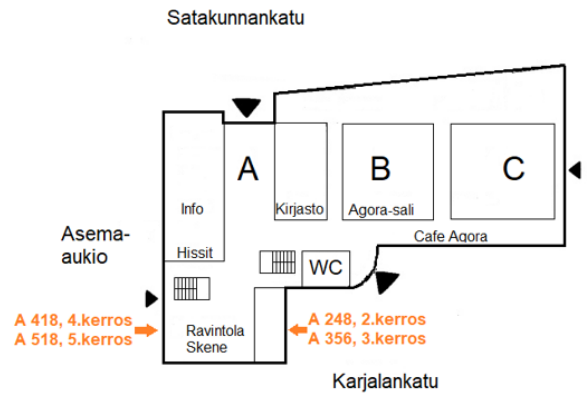 Satakunnankatu
A
B
C
Info
Kirjasto
Agora-sali
Asema-
aukio
Hissit
Cafe Agora
WC
A 418, 4.kerros
A 518, 5.kerros
Ravintola
Skene
A 248, 2.kerros
A 356, 3.kerros
Karjalankatu